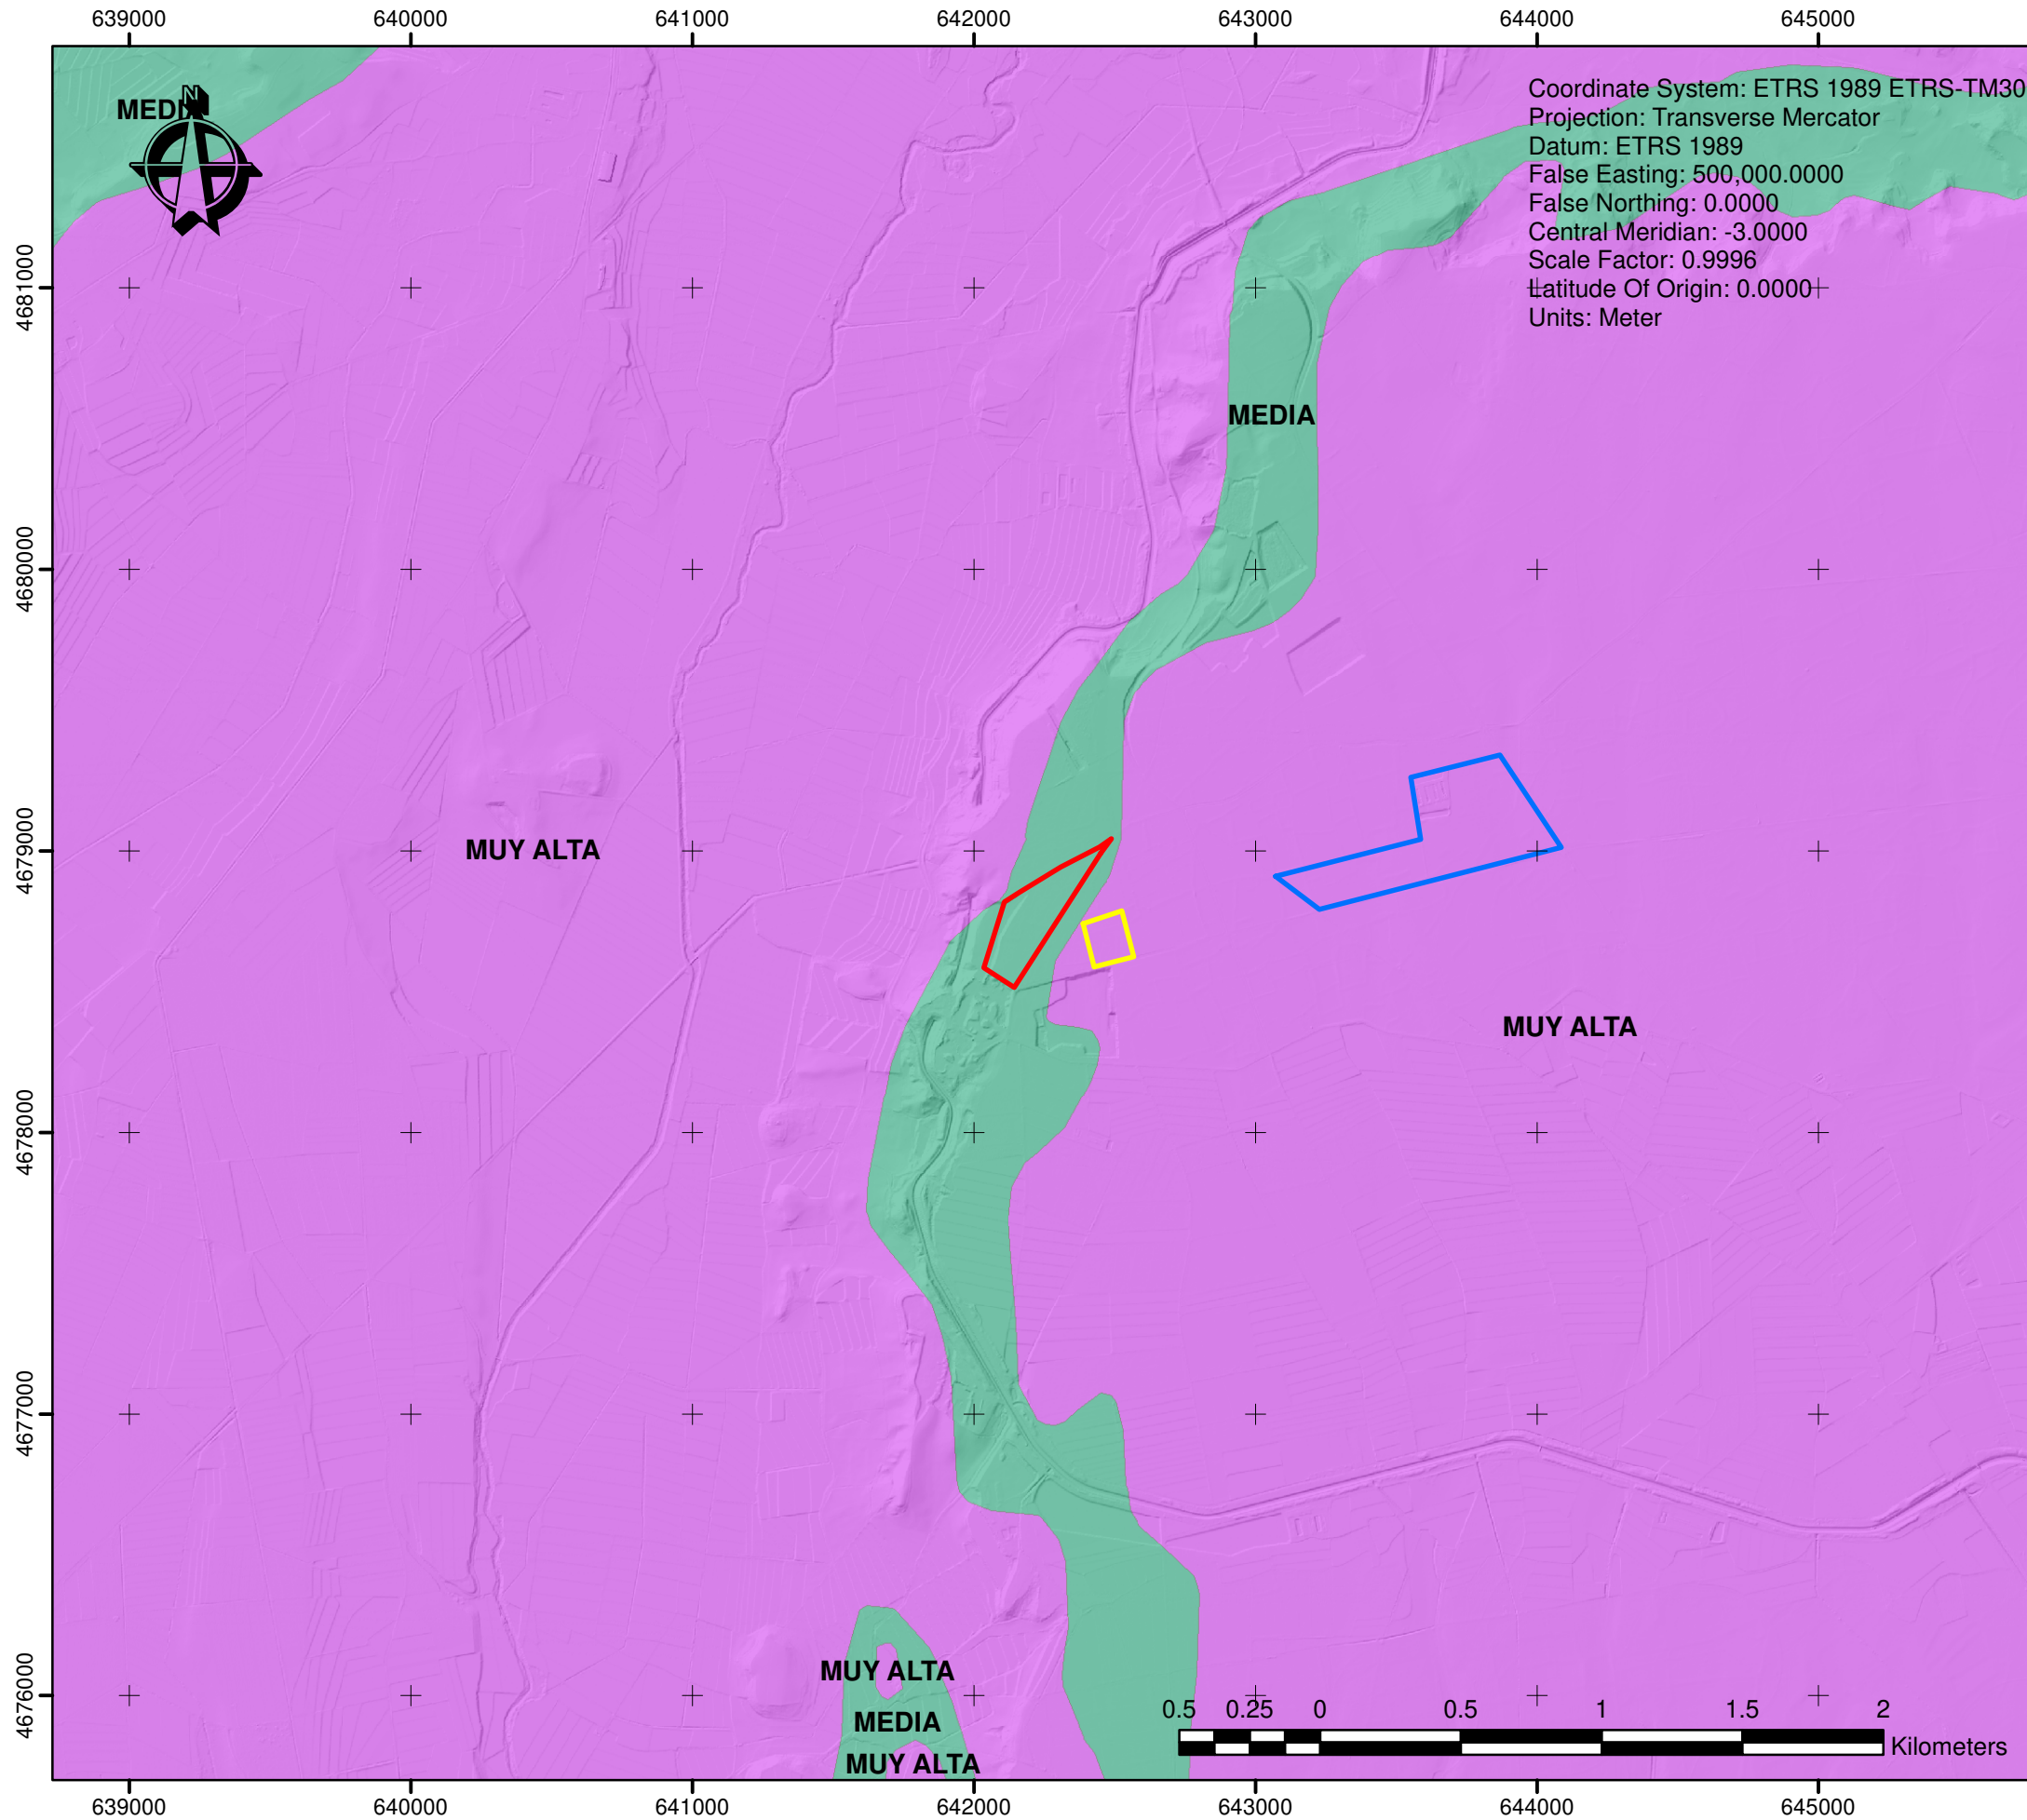 639000 640000 641000 642000 643000 644000 645000
Coordinate System: ETRS 1989 ETRS-TM30
Projection: Transverse Mercator
Datum: ETRS 1989
False Easting: 500,000.0000
False Northing: 0.0000
Central Meridian: -3.0000
Scale Factor: 0.9996
Latitude Of Origin: 0.0000
Units: Meter
MEDIA
N
4681000
MEDIA
4680000
4679000
MUY ALTA
MUY ALTA
4678000
4677000
4676000
MUY ALTA
MEDIA
MUY ALTA
0.5 0.25 0 0.5 1 1.5 2
Kilometers
639000 640000 641000 642000 643000 644000 645000